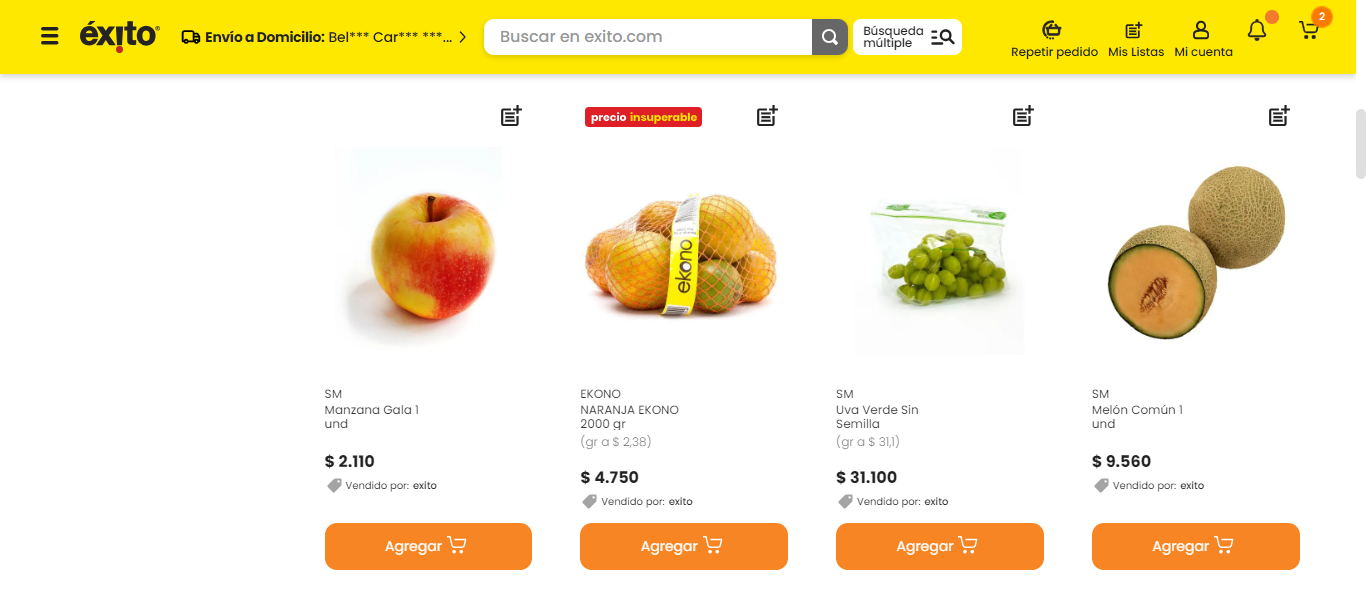 éxito
Envío a Domicilio: Bel*** Car*** ***...
Buscar en exito.com
Búsqueda
múltiple
Repetir pedido
Mis Listas
Mi cuenta
2
precio insuperable
ekono
SM
Manzana Gala 1
und
$ 2.110
Vendido por: exito
Agregar
EKONO
NARANJA EKONO
2000 gr
(gr a $ 2,38)
$ 4.750
Vendido por: exito
Agregar
SM
Uva Verde Sin
Semilla
(gr a $ 31,1)
$ 31.100
Vendido por: exito
Agregar
SM
Melón Común 1
und
$ 9.560
Vendido por: exito
Agregar